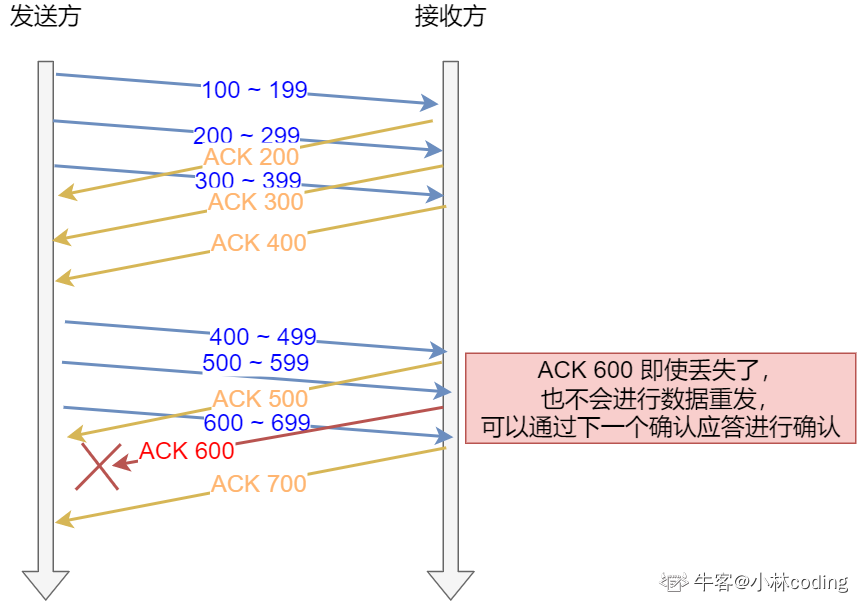 发送方
接收方
100 ~ 199
200 ~ 299
ACK 200
300 ~ 399
ACK 300
ACK 400
400 ~ 499
500 ~ 599
ACK 500
600 ~ 699
ACK 600
ACK 700
ACK 600 即使丢失了，
也不会进行数据重发，
可以通过下一个确认应答进行确认
牛客@小林coding